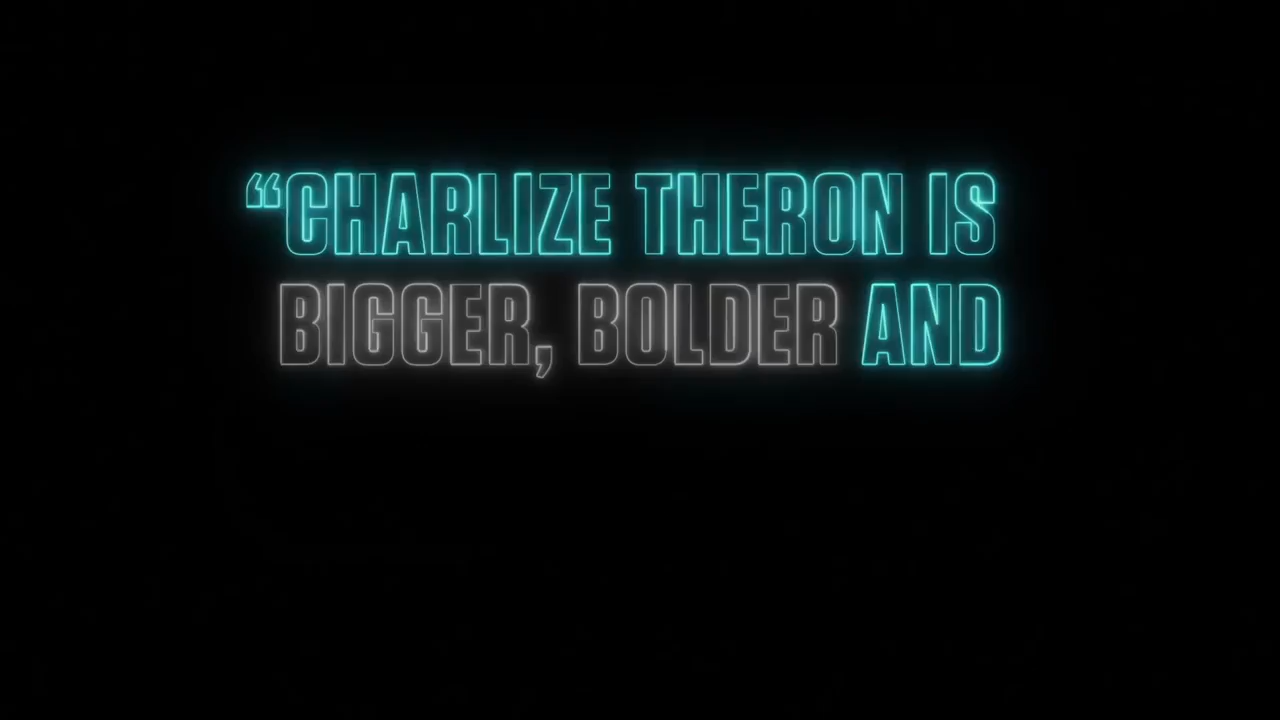 “CHARLIZE THERON IS
BIGGER, BOLDER AND